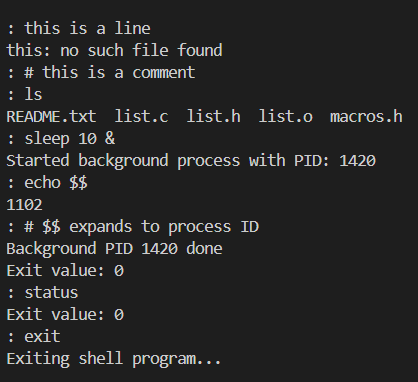 : this is a line
this: no such file found
: # this is a comment
: ls
README.txt  list.c  list.h  list.o  macros.h
: sleep 10 &
Started background process with PID: 1420
: echo $$
1102
: # $$ expands to process ID
Background PID 1420 done
Exit value: 0
: status
Exit value: 0
: exit
Exiting shell program...